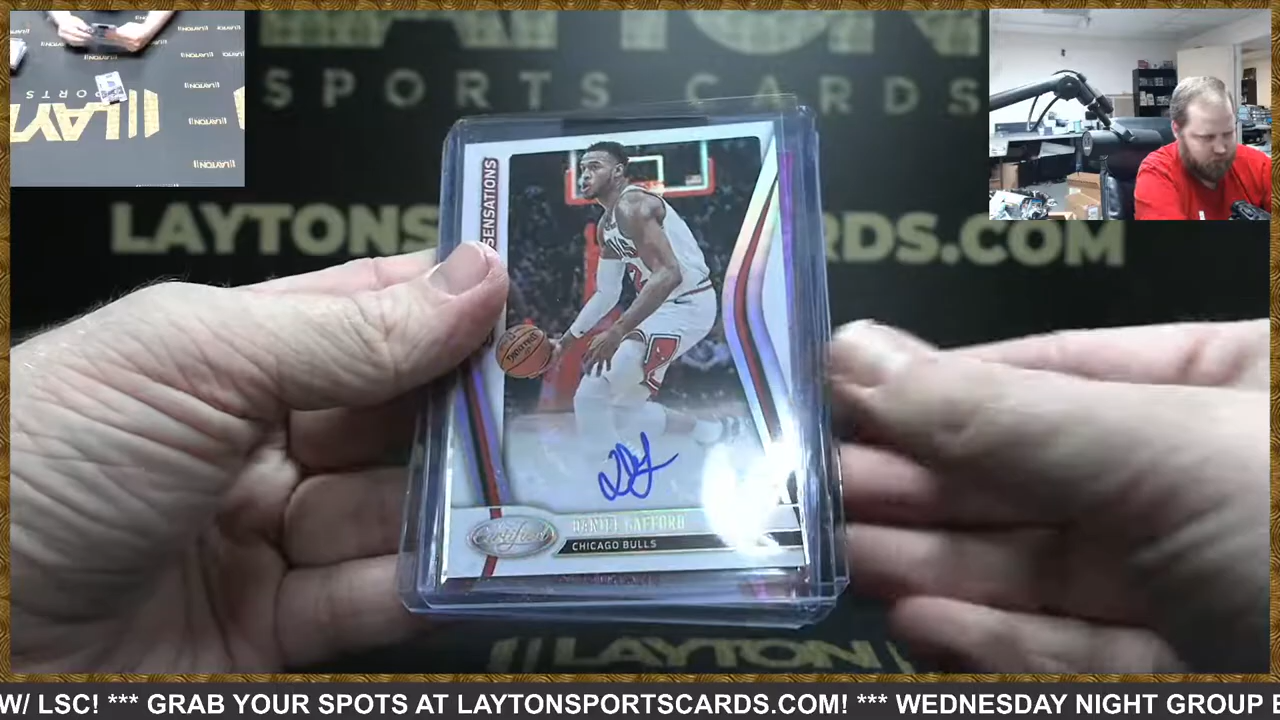 SPORTS CARDS
LAYTONS
RDS.COM
SENSATIONS
Certified
DANIEL GAFFORD
CHICAGO BULLS
LAYTON
W/ LSC! *** GRAB YOUR SPOTS AT LAYTONSPORTSCARDS.COM! *** WEDNESDAY NIGHT GROUP